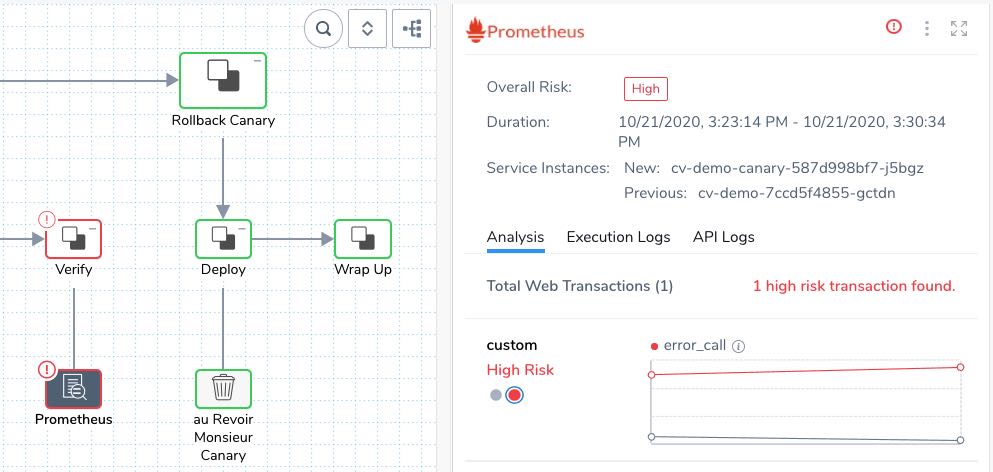 Rollback Canary
Verify
Deploy
Wrap Up
Prometheus
au Revoir
Monsieur
Canary
Prometheus
Overall Risk: High
Duration: 10/21/2020, 3:23:14 PM - 10/21/2020, 3:30:34
PM
Service Instances: New: cv-demo-canary-587d998bf7-j5bgz
Previous: cv-demo-7ccd5f4855-gctdn
Analysis Execution Logs API Logs
Total Web Transactions (1) 1 high risk transaction found.
custom error_call
High Risk